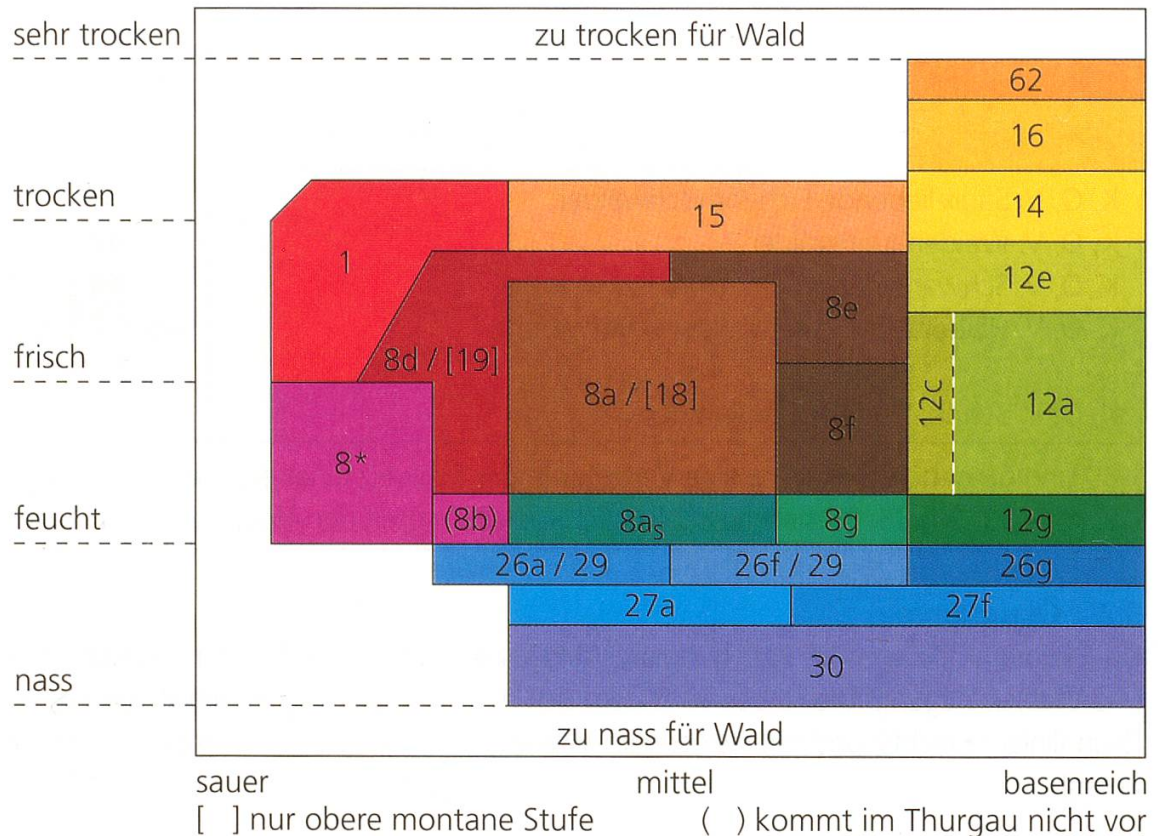 sehr trocken
zu trocken für Wald
62
16
trocken
14
15
1
12e
8e
frisch
8d / [19]
8a / [18]
12c
12a
8f
8*
feucht
(8b)
8as
8g
12g
26a / 29
26f / 29
26g
27a
27f
30
nass
zu nass für Wald
sauer
mittel
basenreich
[ ] nur obere montane Stufe
( ) kommt im Thurgau nicht vor